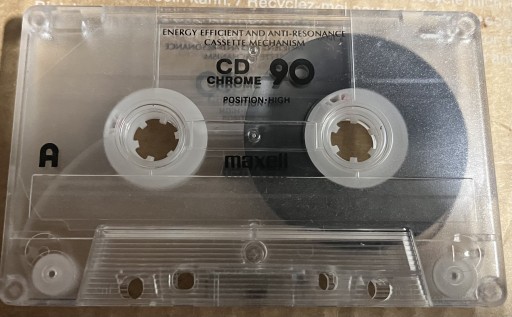 ENERGY EFFICIENT AND ANTI-RESONANCE
CASSETTE MECHANISM
CD 90
CHROME
POSITION·HIGH
A
maxell